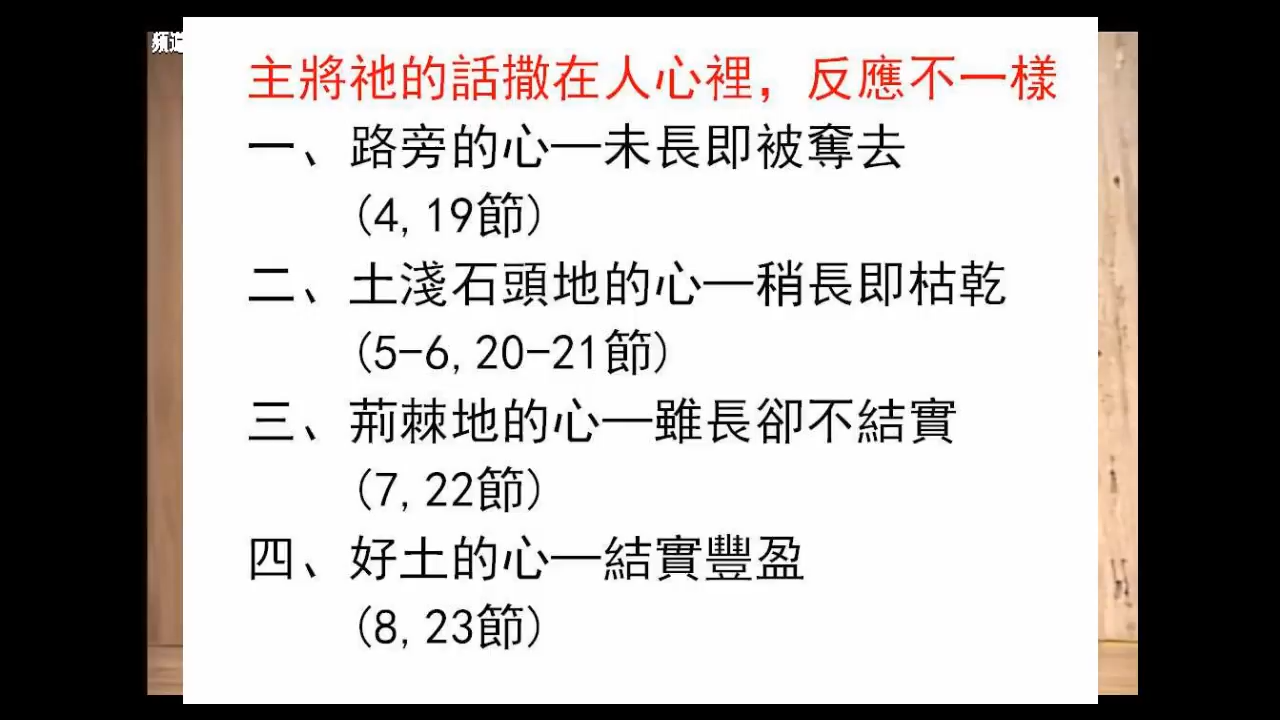 頻道
主將祂的話撒在人心裡，反應不一樣
一、路旁的心—未長即被奪去
(4,19節)
二、土淺石頭地的心—稍長即枯乾
(5-6,20-21節)
三、荊棘地的心—雖長卻不結實
(7,22節)
四、好土的心—結實豐盈
(8,23節)